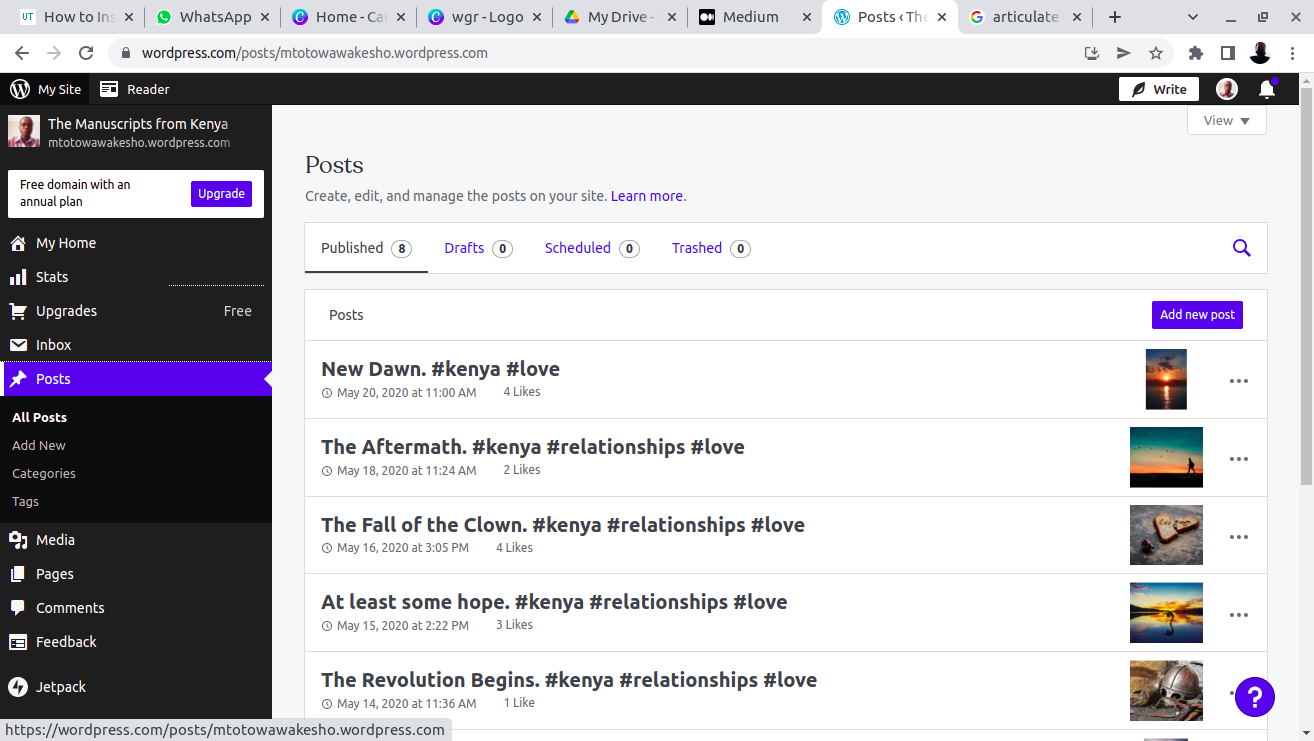 How to Ins
WhatsApp
Home - Ca
wgr - Logo
My Drive -
Medium
Posts ‹ The
articulate
wordpress.com/posts/mtotowawakesho.wordpress.com
My Site
Reader
Write
The Manuscripts from Kenya
mtotowawakesho.wordpress.com
View
Free domain with an
annual plan
Upgrade
Posts
Create, edit, and manage the posts on your site. Learn more.
My Home
Stats
Upgrades Free
Inbox
Posts
All Posts
Add New
Categories
Tags
Media
Pages
Comments
Feedback
Jetpack
Published 8 Drafts 0 Scheduled 0 Trashed 0
Posts
Add new post
New Dawn. #kenya #love
May 20, 2020 at 11:00 AM 4 Likes
The Aftermath. #kenya #relationships #love
May 18, 2020 at 11:24 AM 2 Likes
The Fall of the Clown. #kenya #relationships #love
May 16, 2020 at 3:05 PM 4 Likes
At least some hope. #kenya #relationships #love
May 15, 2020 at 2:22 PM 3 Likes
The Revolution Begins. #kenya #relationships #love
May 14, 2020 at 11:36 AM 1 Like
https://wordpress.com/posts/mtotowawakesho.wordpress.com